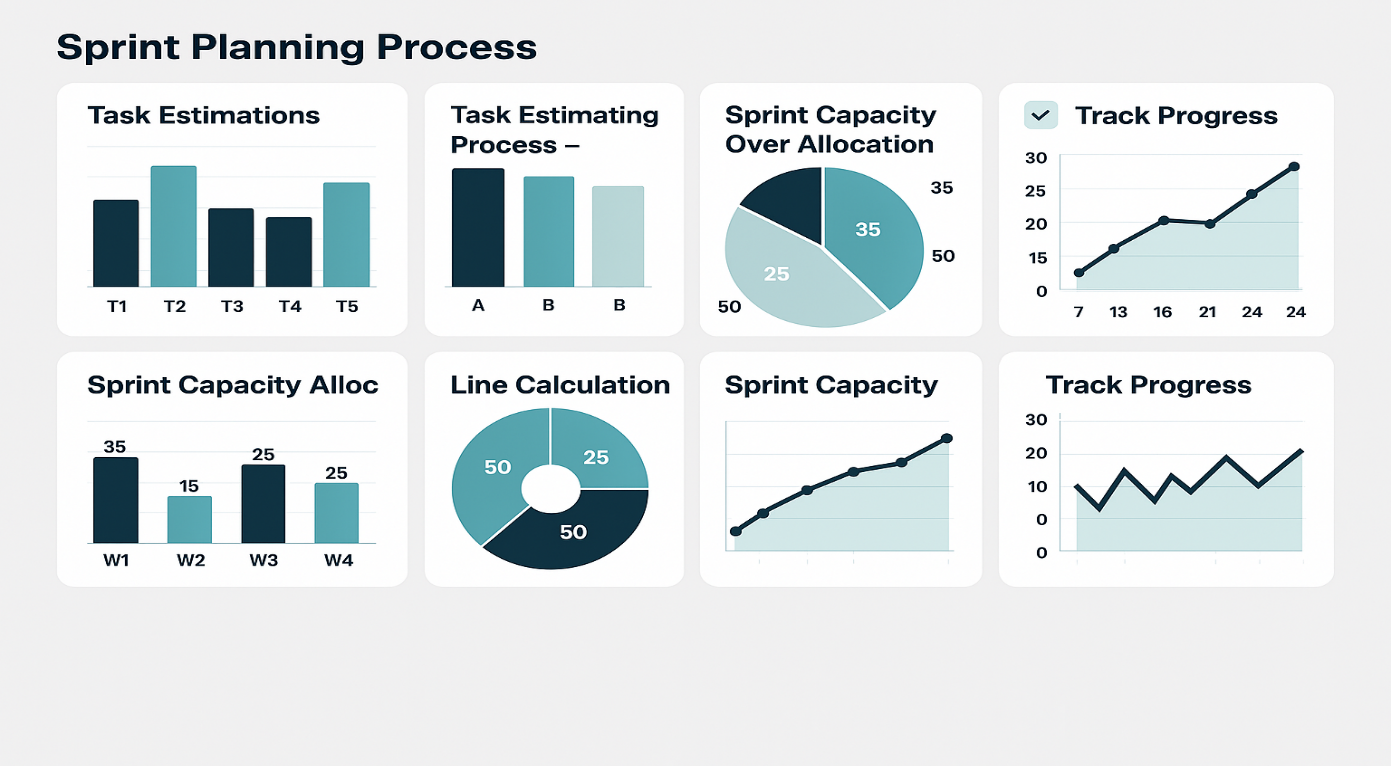 Sprint Planning Process
Task Estimations
T1 T2 T3 T4 T5
Task Estimating
Process –
A B B
Sprint Capacity
Over Allocation
35
35
50
25
50
Track Progress
30
25
20
15
0
7 13 16 21 24 24
Sprint Capacity Alloc
35
15
25
25
W1 W2 W3 W4
Line Calculation
50
25
50
Sprint Capacity
Track Progress
30
20
10
0
0